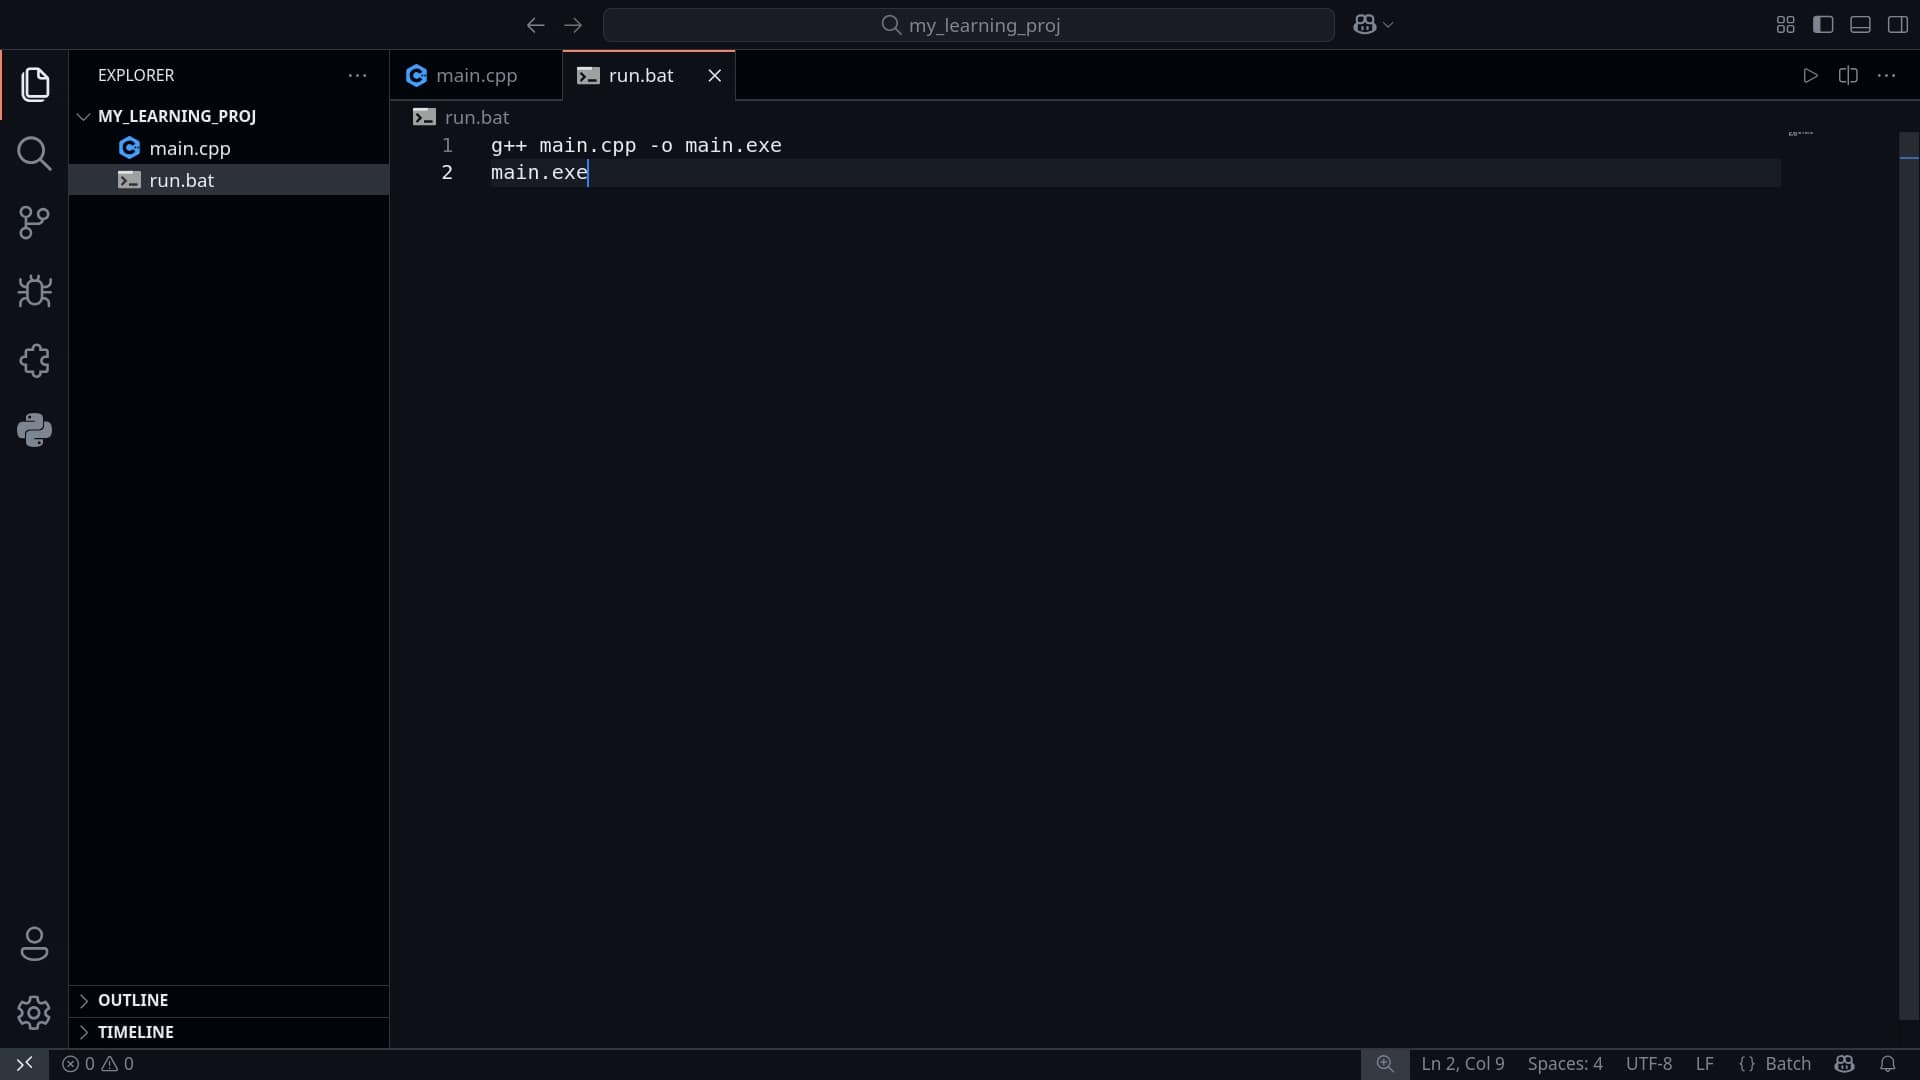 my_learning_proj
EXPLORER
main.cpp
run.bat
MY_LEARNING_PROJ
main.cpp
run.bat
run.bat
1 g++ main.cpp -o main.exe
2 main.exe
OUTLINE
TIMELINE
0 0 Ln 2, Col 9 Spaces: 4 UTF-8 LF {} Batch